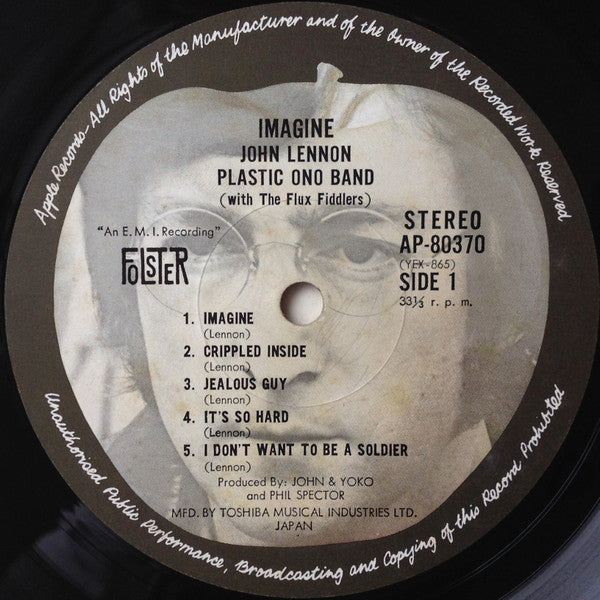 Apple Records-All Rights of the Manufacturer and of the Owner of the Recorded Work Reserved
IMAGINE
JOHN LENNON
PLASTIC ONO BAND
(with The Flux Fiddlers)
"An E.M.I. Recording"
FOLSTER
STEREO
AP-80370
(YEX-865)
SIDE 1
33⅓ r. p. m.
1. IMAGINE
(Lennon)
2. CRIPPLED INSIDE
(Lennon)
3. JEALOUS GUY
(Lennon)
4. IT'S SO HARD
(Lennon)
5. I DON'T WANT TO BE A SOLDIER
(Lennon)
Produced By: JOHN & YOKO
and PHIL SPECTOR
MFD. BY TOSHIBA MUSICAL INDUSTRIES LTD.
JAPAN
Unauthorised Public Performance, Broadcasting and Copying of this Record Prohibited